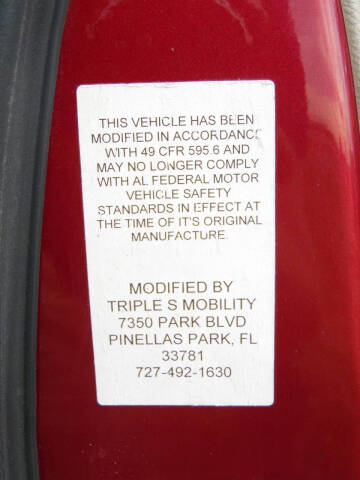 THIS VEHICLE HAS BEEN
MODIFIED IN ACCORDANCE
WITH 49 CFR 595.6 AND
MAY NO LONGER COMPLY
WITH AL FEDERAL MOTOR
VEHICLE SAFETY
STANDARDS IN EFFECT AT
THE TIME OF IT'S ORIGINAL
MANUFACTURE.
MODIFIED BY
TRIPLE S MOBILITY
7350 PARK BLVD
PINELLAS PARK, FL
33781
727-492-1630